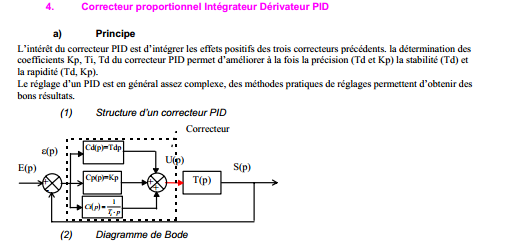 4. Correcteur proportionnel Intégrateur Dérivateur PID
a) Principe
L'intérêt du correcteur PID est d'intégrer les effets positifs des trois correcteurs précédents. la détermination des
coefficients Kp, Ti, Td du correcteur PID permet d'améliorer à la fois la précision (Td et Kp) la stabilité (Td) et
la rapidité (Td, Kp).
Le réglage d'un PID est en général assez complexe, des méthodes pratiques de réglages permettent d'obtenir des
bons résultats.
(1) Structure d'un correcteur PID
Correcteur
Cd(p)=Tdp
ε(p)
U(p)
E(p)
Cp(p)=Kp
T(p)
S(p)
Ci(p)=1/Ti·p
(2) Diagramme de Bode